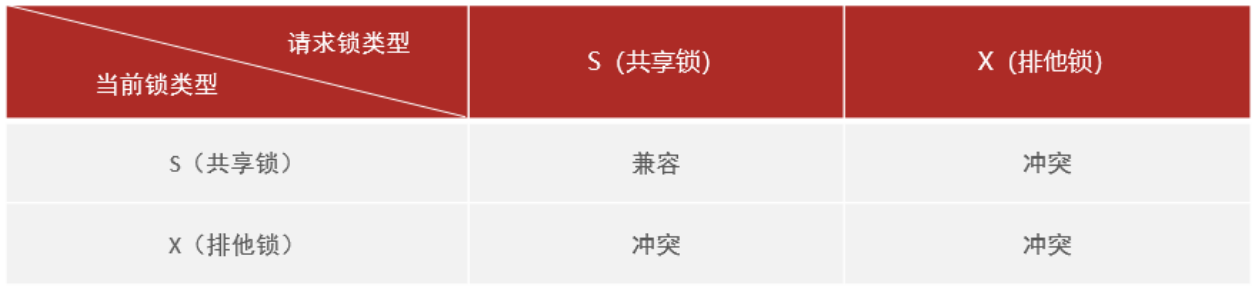 请求锁类型
当前锁类型
S (共享锁)
X (排他锁)
S（共享锁）
兼容
冲突
X（排他锁）
冲突
冲突